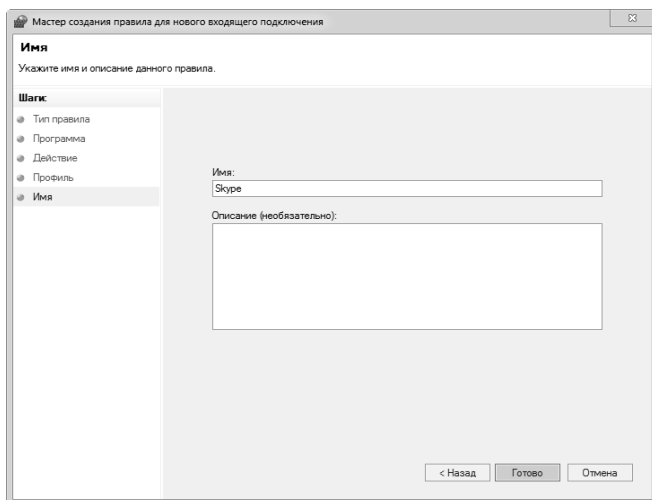 Мастер создания правила для нового входящего подключения
Имя
Укажите имя и описание данного правила.
Шаги:
Тип правила
Программа
Действие
Профиль
Имя
Имя:
Skype
Описание (необязательно):
< Назад
Готово
Отмена